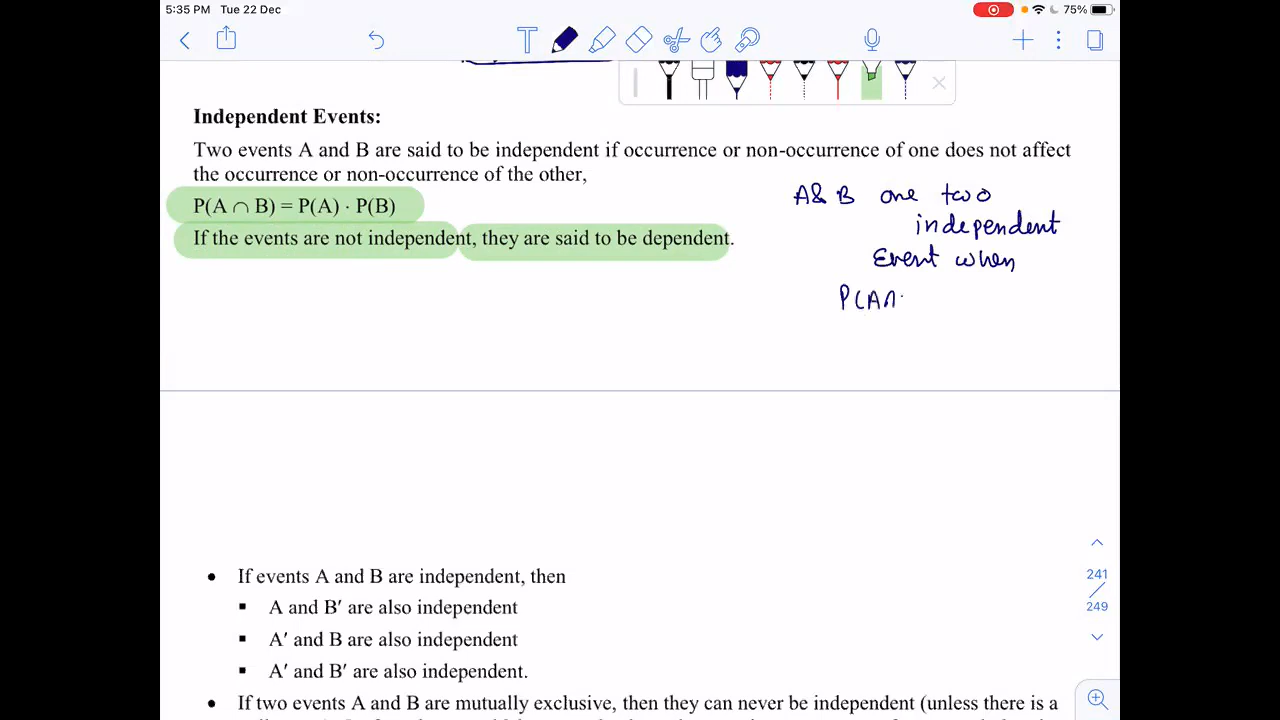 5:35 PM Tue 22 Dec
75%
T
Independent Events:
Two events A and B are said to be independent if occurrence or non-occurrence of one does not affect
the occurrence or non-occurrence of the other,
P(A ∩ B) = P(A) · P(B)
If the events are not independent, they are said to be dependent.
A & B one two
independent
Event when
P(A∩
241
249
• If events A and B are independent, then
▪ A and B′ are also independent
▪ A′ and B are also independent
▪ A′ and B′ are also independent.
• If two events A and B are mutually exclusive, then they can never be independent (unless there is a